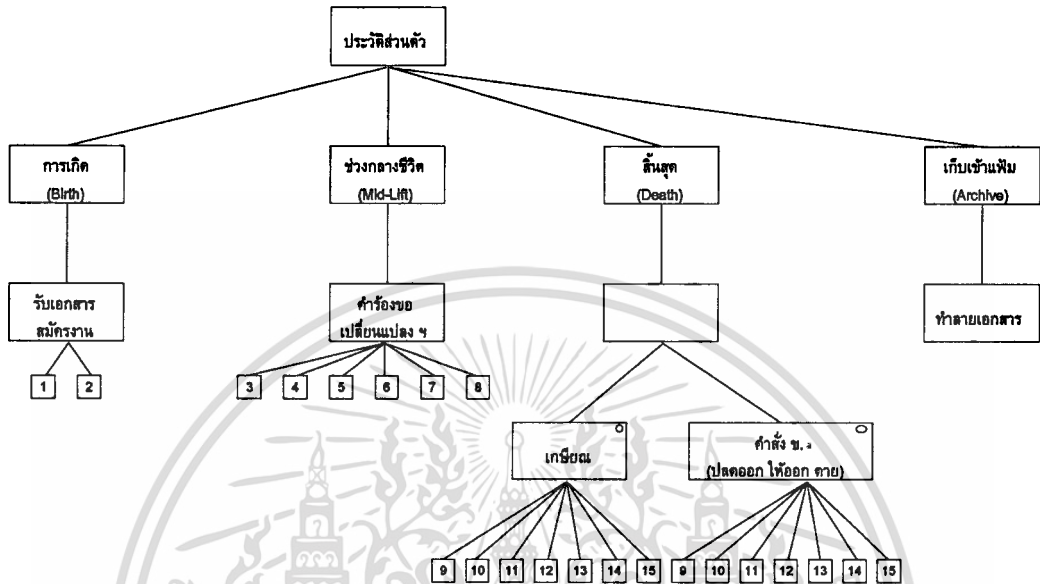 ประวัติส่วนตัว
การเกิด
(Birth)
ช่วงกลางชีวิต
(Mid-Lift)
สิ้นสุด
(Death)
เก็บเข้าแฟ้ม
(Archive)
รับเอกสาร
สมัครงาน
คำร้องขอ
เปลี่ยนแปลง ฯ
ทำลายเอกสาร
1 2
3 4 5 6 7 8
เกษียณ
คำสั่ง ข.
(ปลดออก ให้ออก ตาย)
9 10 11 12 13 14 15
9 10 11 12 13 14 15